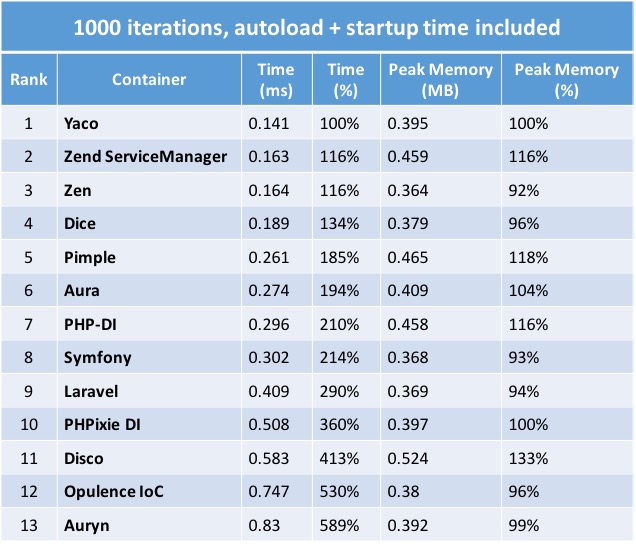 1000 iterations, autoload + startup time included
Rank Container Time (ms) Time (%) Peak Memory (MB) Peak Memory (%)
1 Yaco 0.141 100% 0.395 100%
2 Zend ServiceManager 0.163 116% 0.459 116%
3 Zen 0.164 116% 0.364 92%
4 Dice 0.189 134% 0.379 96%
5 Pimple 0.261 185% 0.465 118%
6 Aura 0.274 194% 0.409 104%
7 PHP-DI 0.296 210% 0.458 116%
8 Symfony 0.302 214% 0.368 93%
9 Laravel 0.409 290% 0.369 94%
10 PHPixie DI 0.508 360% 0.397 100%
11 Disco 0.583 413% 0.524 133%
12 Opulence IoC 0.747 530% 0.38 96%
13 Auryn 0.83 589% 0.392 99%